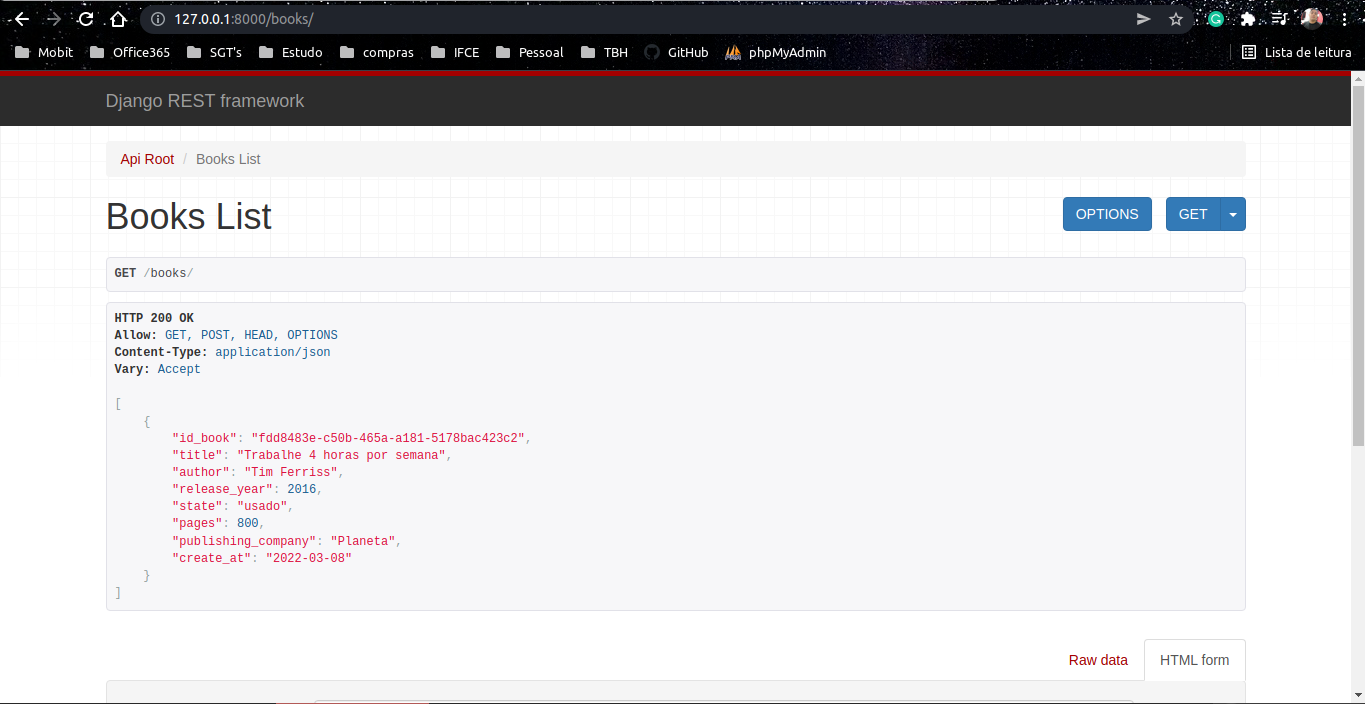 127.0.0.1:8000/books/
Mobit Office365 SGT's Estudo compras IFCE Pessoal TBH GitHub phpMyAdmin Lista de leitura
Django REST framework
Api Root / Books List
Books List OPTIONS GET
GET /books/
HTTP 200 OK
Allow: GET, POST, HEAD, OPTIONS
Content-Type: application/json
Vary: Accept
[
{
"id_book": "fdd8483e-c50b-465a-a181-5178bac423c2",
"title": "Trabalhe 4 horas por semana",
"author": "Tim Ferriss",
"release_year": 2016,
"state": "usado",
"pages": 800,
"publishing_company": "Planeta",
"create_at": "2022-03-08"
}
]
Raw data HTML form